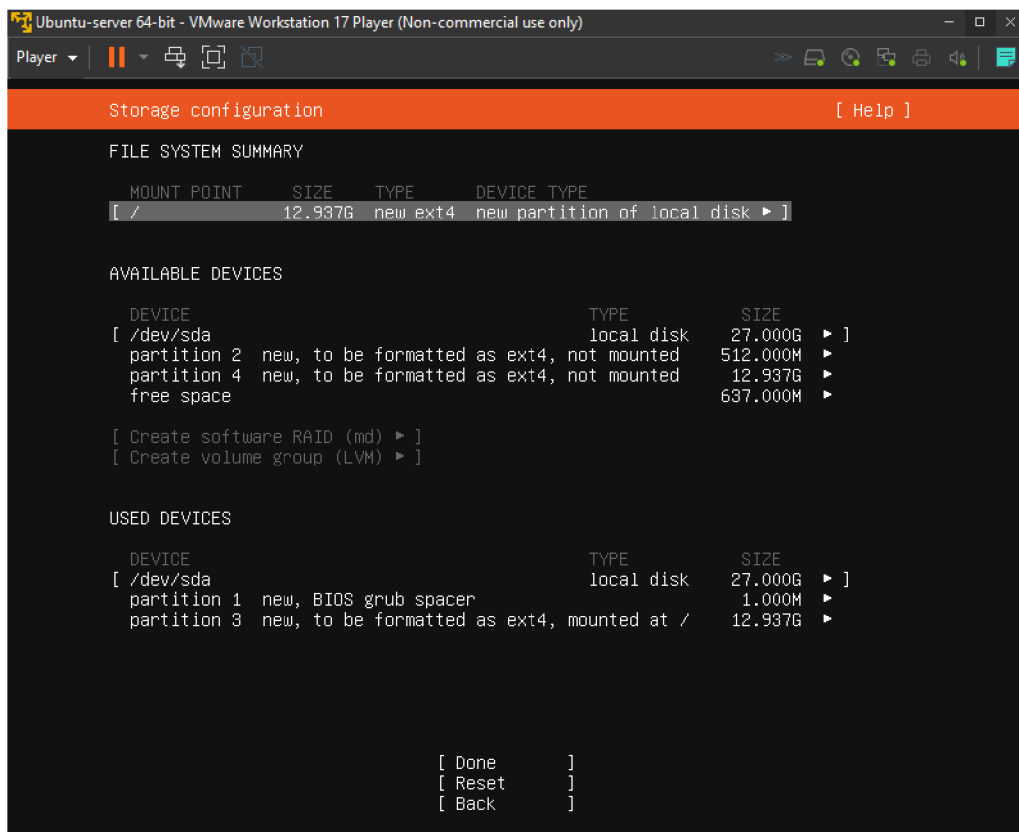 Ubuntu-server 64-bit - VMware Workstation 17 Player (Non-commercial use only)
Player
Storage configuration [ Help ]
FILE SYSTEM SUMMARY
MOUNT POINT SIZE TYPE DEVICE TYPE
[ / 12.937G new ext4 new partition of local disk ▸ ]
AVAILABLE DEVICES
DEVICE TYPE SIZE
[ /dev/sda local disk 27.000G ▸ ]
partition 2 new, to be formatted as ext4, not mounted 512.000M ▸
partition 4 new, to be formatted as ext4, not mounted 12.937G ▸
free space 637.000M ▸
[ Create software RAID (md) ▸ ]
[ Create volume group (LVM) ▸ ]
USED DEVICES
DEVICE TYPE SIZE
[ /dev/sda local disk 27.000G ▸ ]
partition 1 new, BIOS grub spacer 1.000M ▸
partition 3 new, to be formatted as ext4, mounted at / 12.937G ▸
[ Done ]
[ Reset ]
[ Back ]